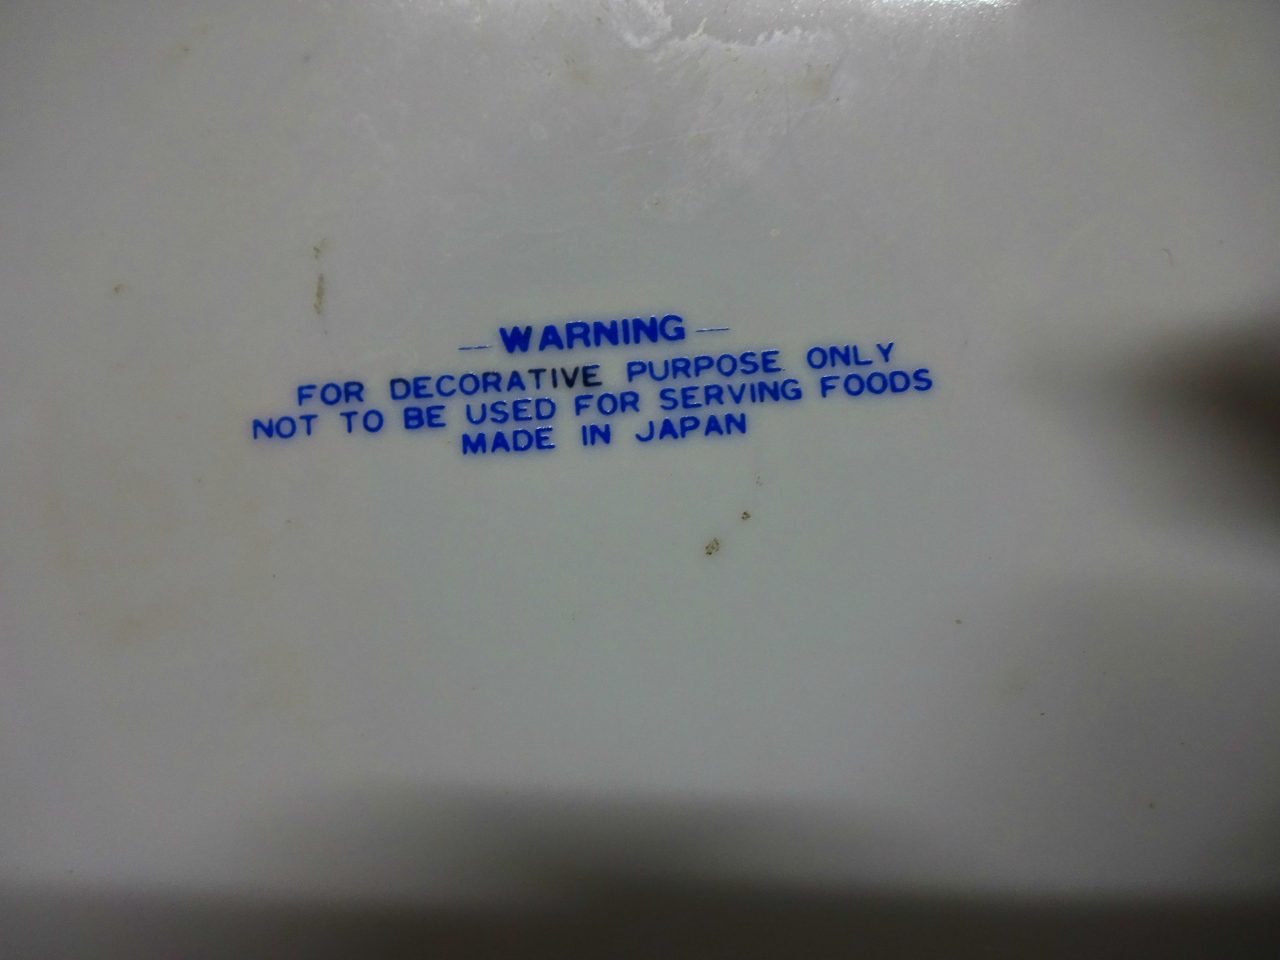 — WARNING —
FOR DECORATIVE PURPOSE ONLY
NOT TO BE USED FOR SERVING FOODS
MADE IN JAPAN